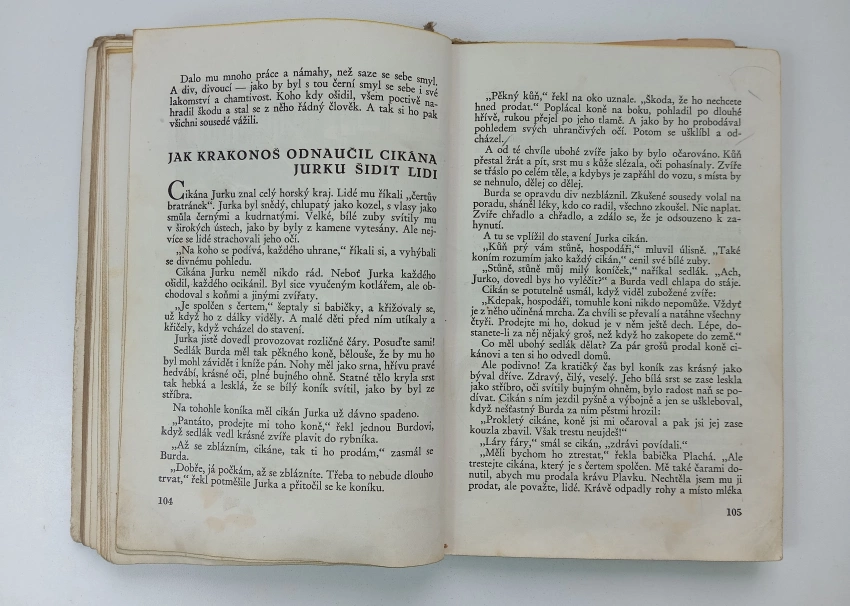 Dalo mu mnoho práce a námahy, než saze se sebe smyl.
A div, divoucí — jako by byl s tou černí smyl se sebe i své
lakomství a chamtivost. Koho kdy ošidil, všem poctivě na-
hradil škodu a stal se z něho řádný člověk. A tak si ho pak
všichni sousedé vážili.
JAK KRAKONOŠ ODNAUČIL CIKÁNA
JURKU ŠIDIT LIDI
Cikána Jurku znal celý horský kraj. Lidé mu říkali „čertův
bratránek“. Jurka byl snědý, chlupatý jako kozel, s vlasy jako
smůla černými a kudrnatými. Velké, bílé zuby svítily mu
v širokých ústech, jako by byly z kamene vytesány. Ale nej-
více se lidé strachovali jeho očí.
„Na koho se podívá, každého uhrane,“ říkali si, a vyhýbali
se divnému pohledu.
Cikána Jurku neměl nikdo rád. Neboť Jurka každého
ošidil, každého ocikánil. Byl sice vyučeným kotlářem, ale ob-
chodoval s koňmi a jinými zvířaty.
„Je spolčen s čertem,“ šeptaly si babičky, a křižovaly se,
už když ho z dálky viděly. A malé děti před ním utíkaly a
křičely, když vcházel do stavení.
Jurka jistě dovedl provozovat rozličné čáry. Posuďte sami!
Sedlák Burda měl tak pěkného koně, bělouše, že by mu ho
byl mohl závidět i kníže pán. Nohy měl jako srna, hřívu pravé
hedvábí, krásné oči, plné bujného ohně. Statné tělo kryla srst
tak hebká a lesklá, že se bílý koník svítil, jako by byl ze
stříbra.
Na tohohle koníka měl cikán Jurka už dávno spadeno.
„Pantáto, prodejte mi toho koně,“ řekl jednou Burdovi,
když sedlák vedl krásné zvíře plavit do rybníka.
„Až se zblázním, cikáne, tak ti ho prodám,“ zasmál se
Burda.
„Dobře, já počkám, až se zblázníte. Třeba to nebude dlouho
trvat,“ řekl potměšile Jurka a přitočil se ke koníku.
104
„Pěkný kůň,“ řekl na oko uznale. „Škoda, že ho nechcete
hned prodat.“ Poplácal koně na boku, pohladil po dlouhé
hřívě, rukou přejel po jeho tlamě. A jako by ho probodával
pohledem svých uhrančivých očí. Potom se ušklíbl a od-
cházel.
A od té chvíle ubohé zvíře jako by bylo očarováno. Kůň
přestal žrát a pít, srst mu s kůže slézala, oči pohasínaly. Zvíře
se třáslo po celém těle, a kdybys je zapřáhl do vozu, s místa by
se nehnulo, dělej co dělej.
Burda se opravdu div nezbláznil. Zkušené sousedy volal na
poradu, sháněl léky, kdo co radil, všechno zkoušel. Nic naplat.
Zvíře chřadlo a chřadlo, a zdálo se, že je odsouzeno k za-
hynutí.
A tu se vplížil do stavení Jurka cikán.
„Kůň prý vám stůně, hospodáři,“ mluvil úlisně. „Také
koním rozumím jako každý cikán,“ cenil své bílé zuby.
„Stůně, stůně můj milý koníček,“ naříkal sedlák. „Ach,
Jurko, dovedl bys ho vyléčit?“ a Burda vedl chlapa do stáje.
Cikán se potutelně usmál, když viděl zubožené zvíře:
„Kdepak, hospodáři, tomuhle koni nikdo nepomůže. Vždyť
je z něho učiněná mrcha. Za chvíli se převalí a natáhne všechny
čtyři. Prodejte mi ho, dokud je v něm ještě dech. Lépe, do-
stanete-li za něj nějaký groš, než když ho zakopete do země.“
Co měl ubohý sedlák dělat? Za pár grošů prodal koně ci-
kánovi a ten si ho odvedl domů.
Ale podivno! Za kratičký čas byl koník zas krásný jako
býval dříve. Zdravý, čilý, veselý. Jeho bílá srst se zase leskla
jako stříbro, oči svítily bujným ohněm, bylo radost naň se po-
dívat. Cikán s ním jezdil pyšně a výbojně a jen se uškleboval,
když nešťastný Burda za ním pěstmi hrozil:
„Prokletý cikáne, koně jsi mi očaroval a pak jsi jej zase
kouzla zbavil. Však trestu neujdeš!“
„Láry fáry,“ smál se cikán, „zdrávi povídali.“
„Měli bychom ho ztrestat,“ řekla babička Plachá. „Ale
trestejte cikána, který je s čertem spolčen. Mě také čarami do-
nutil, abych mu prodala krávu Plavku. Nechtěla jsem mu ji
prodat, ale považte, lidé. Krávě odpadly rohy a místo mléka
105